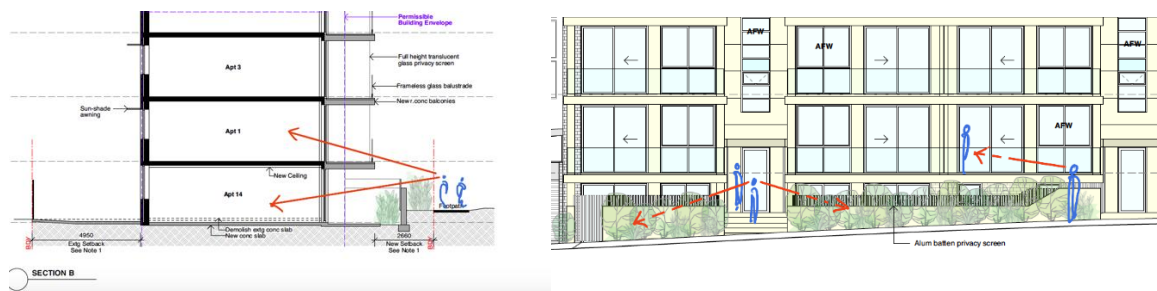 Permissible
Building Envelope
Full height translucent
glass privacy screen
Apt 3
Frameless glass balustrade
Sun-shade
awning
New r.conc balconies
Apt 1
New Ceiling
Apt 14
Footpath
Demolish extg conc slab
New conc slab
4950
Extg Setback
See Note 1
2660
New Setback
See Note 1
BDY
BDY
SECTION B
AFW
AFW
AFW
AFW
Alum batten privacy screen